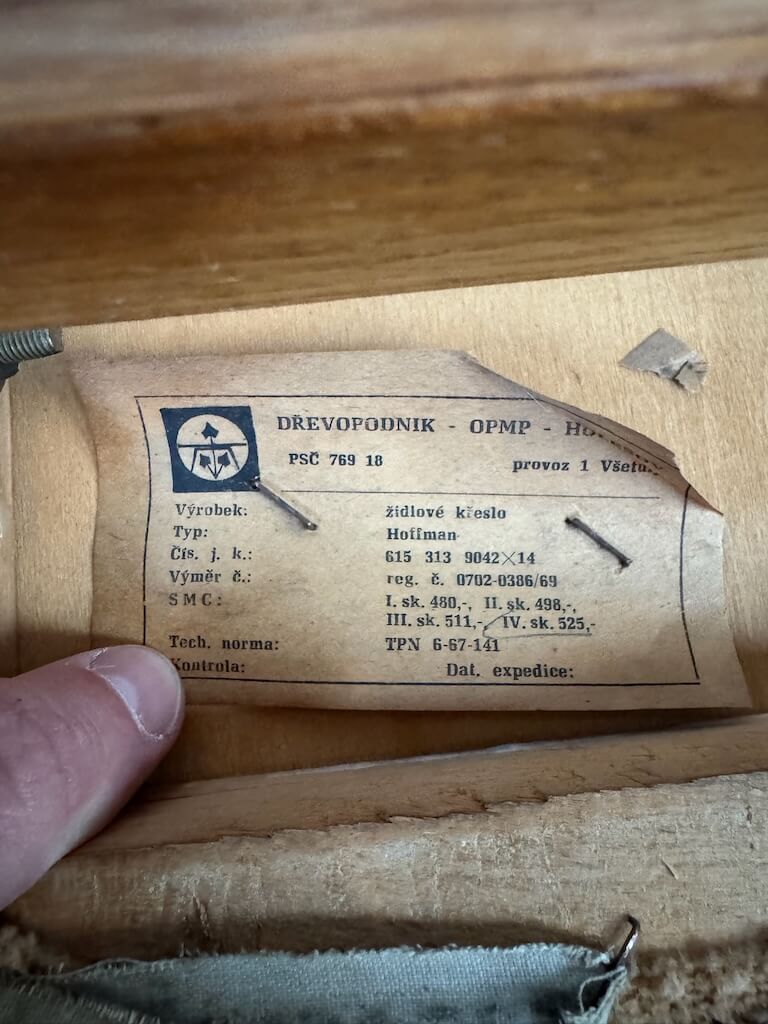 DŘEVOPODNIK - OPMP -
PSČ 769 18 provoz 1
Výrobek: židlové křeslo
Typ: Hoffman
Čís. j. k.: 615 313 9042×14
Výměr č.: reg. č. 0702-0386/69
SMC: I. sk. 480,-, II. sk. 498,-,
III. sk. 511,-, IV. sk. 525,-
Tech. norma: TPN 6-67-141
Kontrola: Dat. expedice: